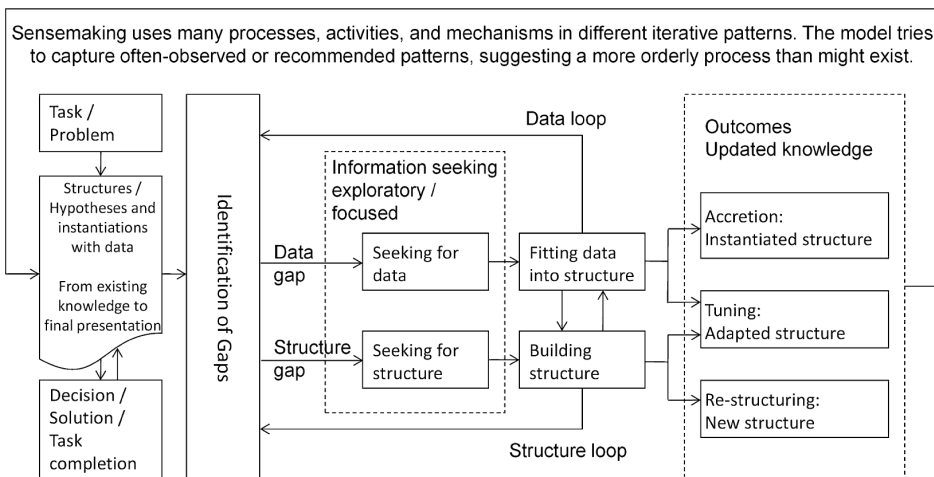 Sensemaking uses many processes, activities, and mechanisms in different iterative patterns. The model tries
to capture often-observed or recommended patterns, suggesting a more orderly process than might exist.
Task /
Problem
Structures /
Hypotheses and
instantiations
with data
From existing
knowledge to
final presentation
Decision /
Solution /
Task
completion
Identification of Gaps
Data loop
Information seeking
exploratory /
focused
Data
gap
Seeking for
data
Fitting data
into structure
Structure
gap
Seeking for
structure
Building
structure
Structure loop
Outcomes
Updated knowledge
Accretion:
Instantiated structure
Tuning:
Adapted structure
Re-structuring:
New structure